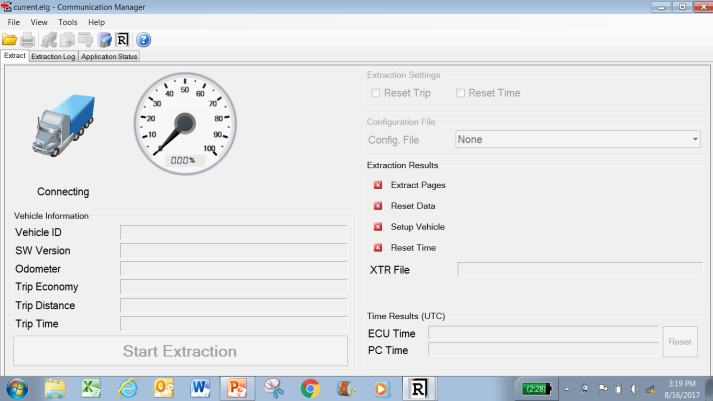 current.elg - Communication Manager
File View Tools Help
R
Extract Extraction Log Application Status
10 20 30 40 50 60 70 80 90 100
000%
Connecting
Vehicle Information
Vehicle ID
SW Version
Odometer
Trip Economy
Trip Distance
Trip Time
Start Extraction
Extraction Settings
Reset Trip Reset Time
Configuration File
Config. File None
Extraction Results
Extract Pages
Reset Data
Setup Vehicle
Reset Time
XTR File
Time Results (UTC)
ECU Time
PC Time
Reset
(2:28)
3:19 PM
8/16/2017